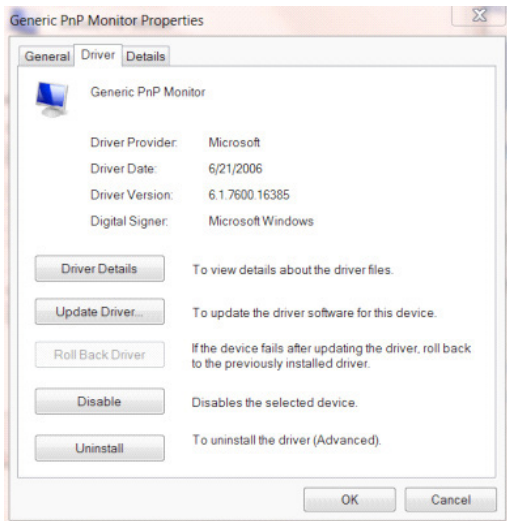 Generic PnP Monitor Properties
General Driver Details
Generic PnP Monitor
Driver Provider: Microsoft
Driver Date: 6/21/2006
Driver Version: 6.1.7600.16385
Digital Signer: Microsoft Windows
Driver Details To view details about the driver files.
Update Driver... To update the driver software for this device.
Roll Back Driver If the device fails after updating the driver, roll back
to the previously installed driver.
Disable Disables the selected device.
Uninstall To uninstall the driver (Advanced).
OK Cancel